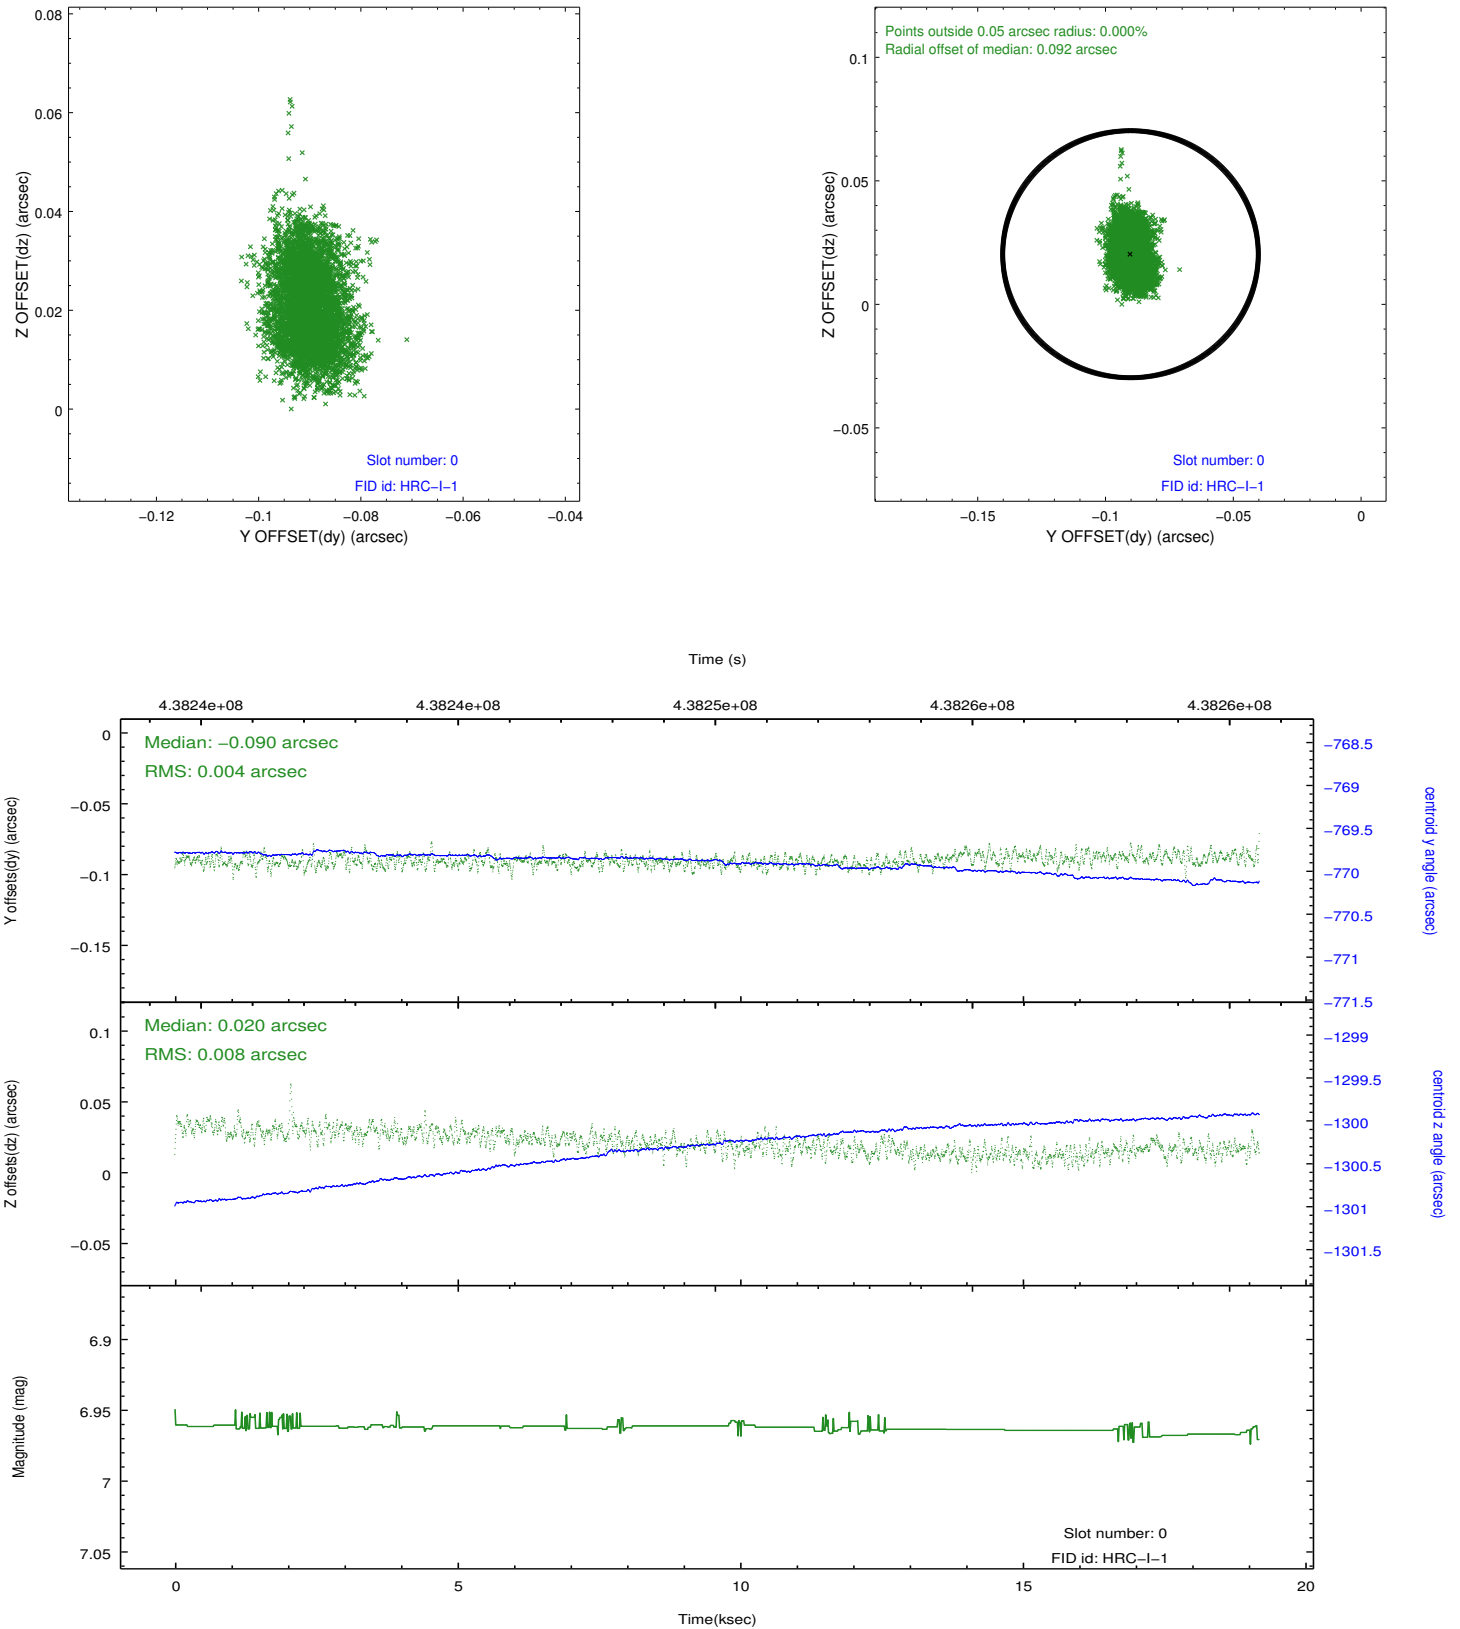 0.08
0.06
0.04
0.02
0
Z OFFSET(dz) (arcsec)
Slot number: 0
FID id: HRC−I−1
−0.12
−0.1
−0.08
−0.06
−0.04
Y OFFSET(dy) (arcsec)
Points outside 0.05 arcsec radius: 0.000%
Radial offset of median: 0.092 arcsec
0.1
0.05
0
−0.05
Z OFFSET(dz) (arcsec)
Slot number: 0
FID id: HRC−I−1
−0.15
−0.1
−0.05
0
Y OFFSET(dy) (arcsec)
Time (s)
4.3824e+08
4.3824e+08
4.3825e+08
4.3826e+08
4.3826e+08
Median: −0.090 arcsec
RMS: 0.004 arcsec
0
−0.05
−0.1
−0.15
Y offsets(dy) (arcsec)
−768.5
−769
−769.5
−770
−770.5
−771
−771.5
centroid y angle (arcsec)
Median: 0.020 arcsec
RMS: 0.008 arcsec
0.1
0.05
0
−0.05
Z offsets(dz) (arcsec)
−1299
−1299.5
−1300
−1300.5
−1301
−1301.5
centroid z angle (arcsec)
6.9
6.95
7
7.05
Magnitude (mag)
Slot number: 0
FID id: HRC−I−1
0
5
10
15
20
Time(ksec)